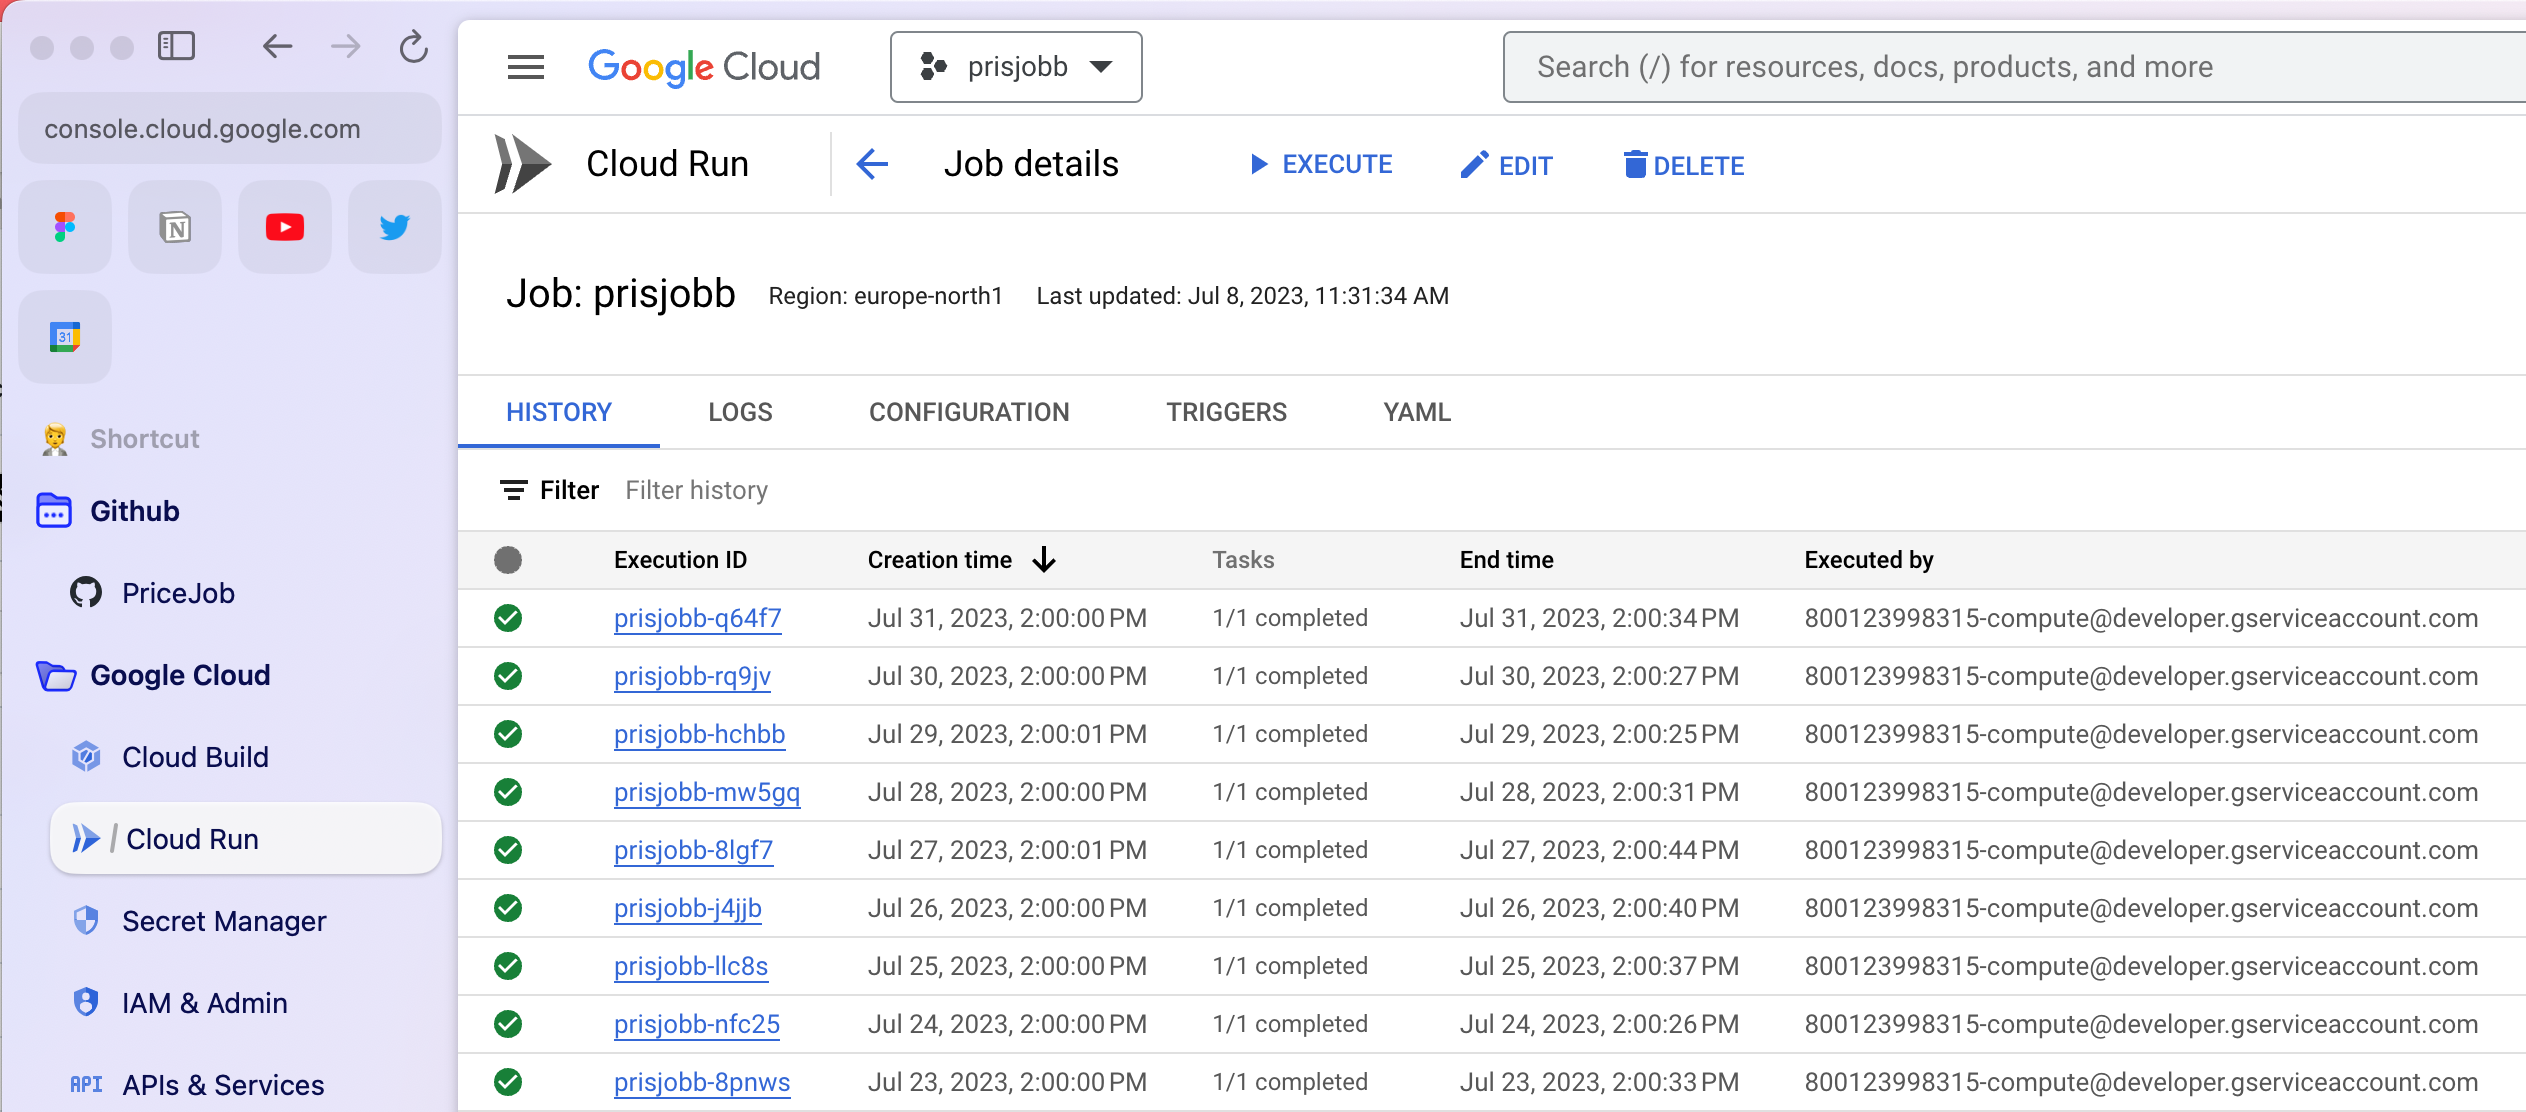 console.cloud.google.com
31
Shortcut
Github
PriceJob
Google Cloud
Cloud Build
/ Cloud Run
Secret Manager
IAM & Admin
API APIs & Services
Google Cloud prisjobb Search (/) for resources, docs, products, and more
Cloud Run Job details EXECUTE EDIT DELETE
Job: prisjobb Region: europe-north1 Last updated: Jul 8, 2023, 11:31:34 AM
HISTORY LOGS CONFIGURATION TRIGGERS YAML
Filter Filter history
Execution ID Creation time Tasks End time Executed by
prisjobb-q64f7 Jul 31, 2023, 2:00:00 PM 1/1 completed Jul 31, 2023, 2:00:34 PM 800123998315-compute@developer.gserviceaccount.com
prisjobb-rq9jv Jul 30, 2023, 2:00:00 PM 1/1 completed Jul 30, 2023, 2:00:27 PM 800123998315-compute@developer.gserviceaccount.com
prisjobb-hchbb Jul 29, 2023, 2:00:01 PM 1/1 completed Jul 29, 2023, 2:00:25 PM 800123998315-compute@developer.gserviceaccount.com
prisjobb-mw5gq Jul 28, 2023, 2:00:00 PM 1/1 completed Jul 28, 2023, 2:00:31 PM 800123998315-compute@developer.gserviceaccount.com
prisjobb-8lgf7 Jul 27, 2023, 2:00:01 PM 1/1 completed Jul 27, 2023, 2:00:44 PM 800123998315-compute@developer.gserviceaccount.com
prisjobb-j4jjb Jul 26, 2023, 2:00:00 PM 1/1 completed Jul 26, 2023, 2:00:40 PM 800123998315-compute@developer.gserviceaccount.com
prisjobb-llc8s Jul 25, 2023, 2:00:00 PM 1/1 completed Jul 25, 2023, 2:00:37 PM 800123998315-compute@developer.gserviceaccount.com
prisjobb-nfc25 Jul 24, 2023, 2:00:00 PM 1/1 completed Jul 24, 2023, 2:00:26 PM 800123998315-compute@developer.gserviceaccount.com
prisjobb-8pnws Jul 23, 2023, 2:00:00 PM 1/1 completed Jul 23, 2023, 2:00:33 PM 800123998315-compute@developer.gserviceaccount.com